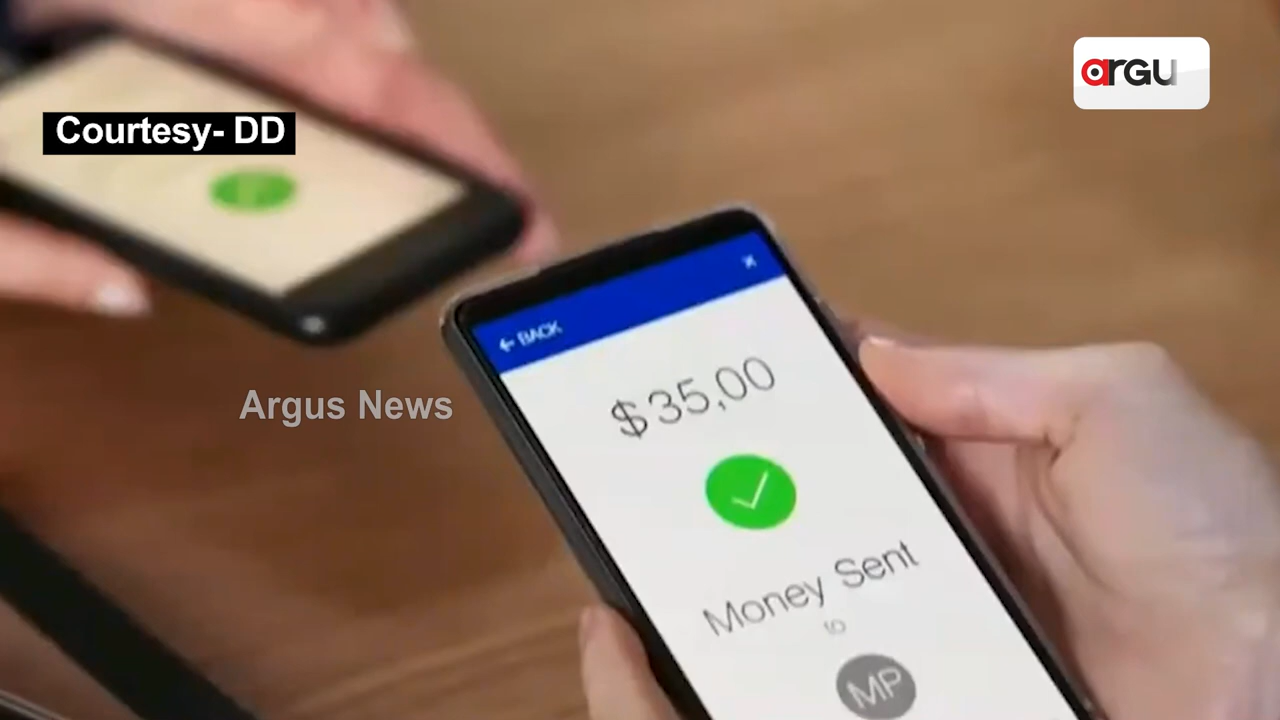 argu
Courtesy- DD
← BACK
×
$35,00
Argus News
Money Sent
to
MP